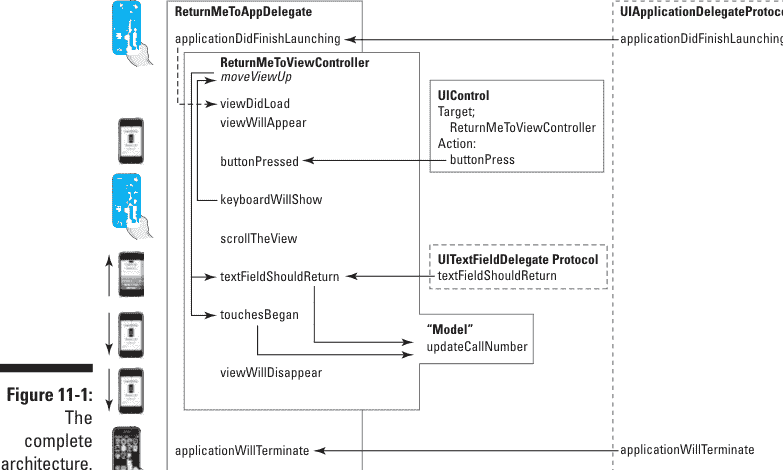 ReturnMeToAppDelegate
applicationDidFinishLaunching
ReturnMeToViewController
moveViewUp
viewDidLoad
viewWillAppear
buttonPressed
keyboardWillShow
scrollTheView
textFieldShouldReturn
touchesBegan
viewWillDisappear
applicationWillTerminate
UIControl
Target;
ReturnMeToViewController
Action:
buttonPress
UITextFieldDelegate Protocol
textFieldShouldReturn
“Model”
updateCallNumber
UIApplicationDelegateProtoco
applicationDidFinishLaunching
applicationWillTerminate
Figure 11-1:
The
complete
architecture.